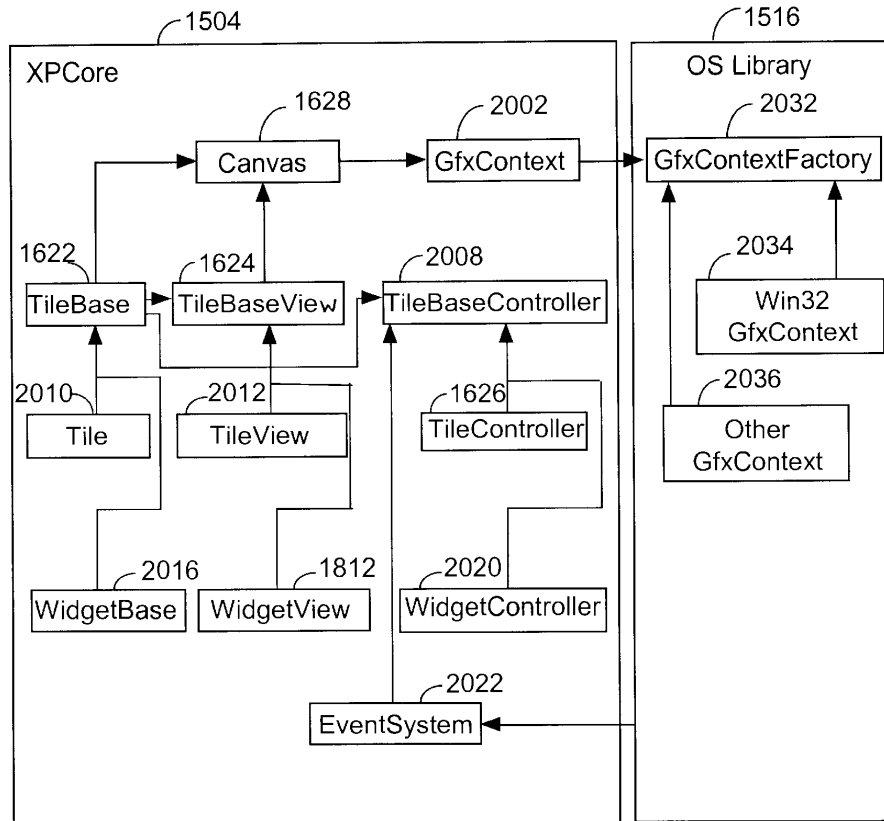 1504
1516
XPCore
OS Library
1628
2002
2032
Canvas
GfxContext
GfxContextFactory
1622
1624
2008
2034
TileBase
TileBaseView
TileBaseController
Win32
GfxContext
2010
2012
1626
2036
Tile
TileView
TileController
Other
GfxContext
2016
1812
2020
WidgetBase
WidgetView
WidgetController
2022
EventSystem